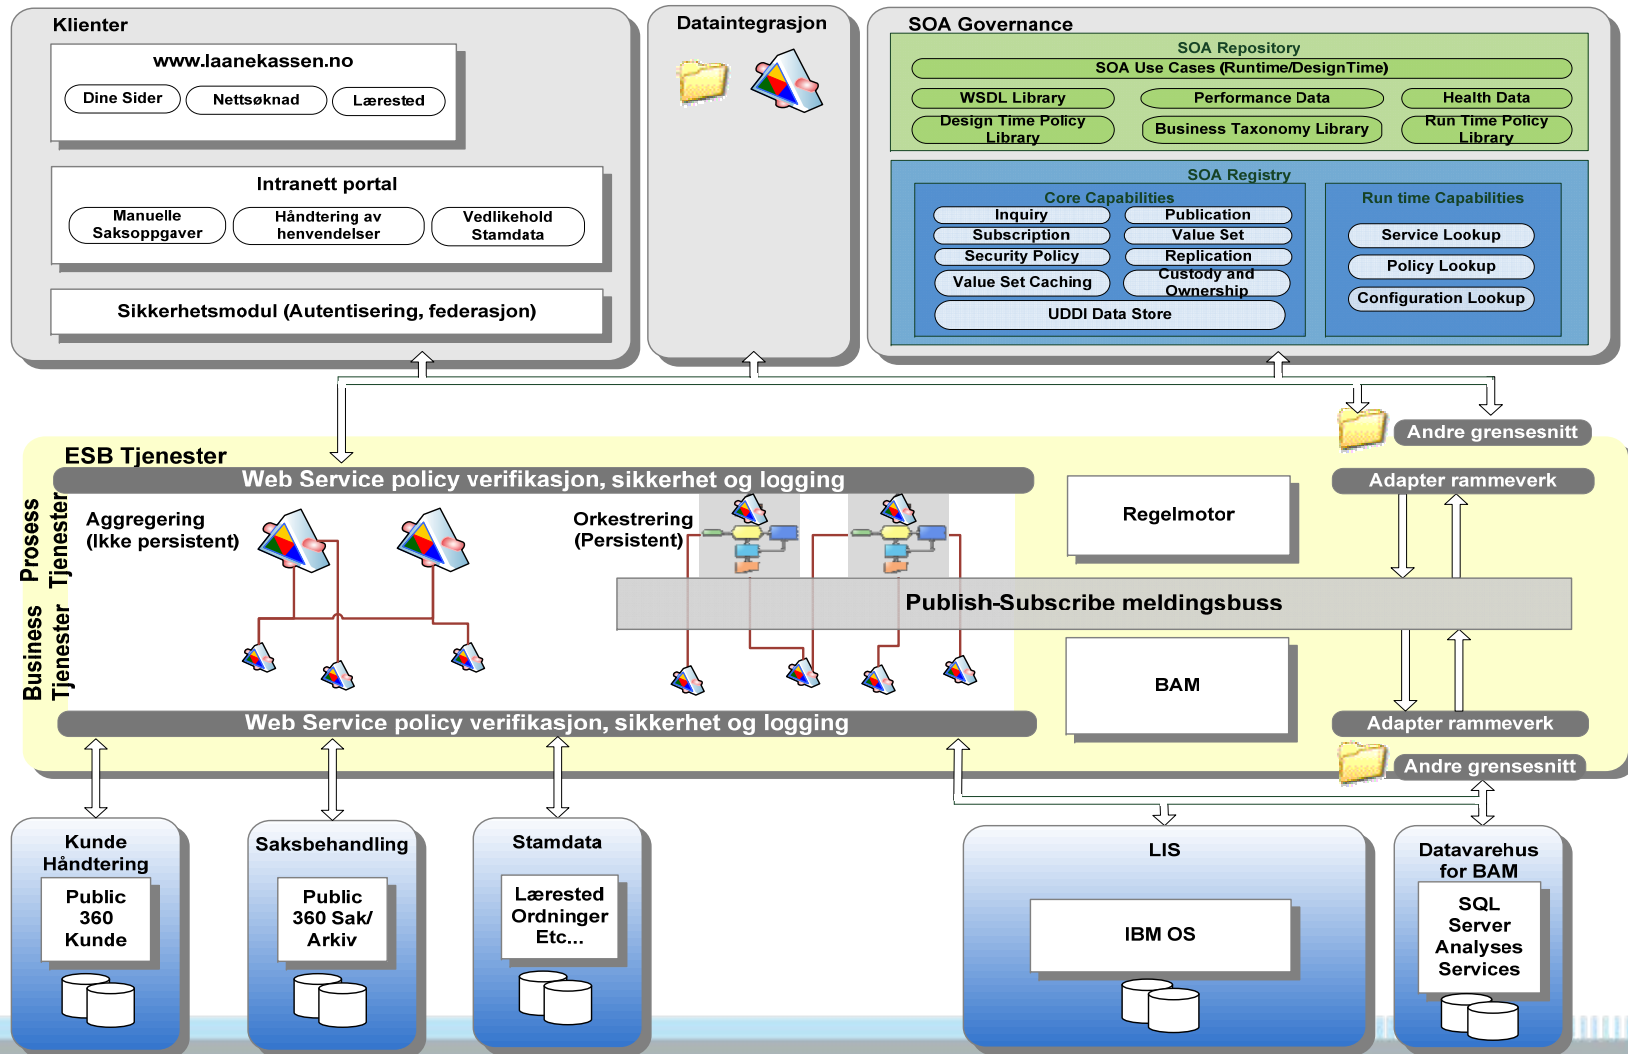 Klienter
www.laanekassen.no
Dine Sider
Nettsøknad
Lærested
Intranett portal
Manuelle
Saksoppgaver
Håndtering av
henvendelser
Vedlikehold
Stamdata
Sikkerhetsmodul (Autentisering, federasjon)
Dataintegrasjon
SOA Governance
SOA Repository
SOA Use Cases (Runtime/DesignTime)
WSDL Library
Performance Data
Health Data
Design Time Policy
Library
Business Taxonomy Library
Run Time Policy
Library
SOA Registry
Core Capabilities
Inquiry
Publication
Subscription
Value Set
Security Policy
Replication
Value Set Caching
Custody and
Ownership
UDDI Data Store
Run time Capabilities
Service Lookup
Policy Lookup
Configuration Lookup
Andre grensesnitt
ESB Tjenester
Web Service policy verifikasjon, sikkerhet og logging
Adapter rammeverk
Prosess
Tjenester
Aggregering
(Ikke persistent)
Orkestrering
(Persistent)
Regelmotor
Publish-Subscribe meldingsbuss
Business
Tjenester
BAM
Web Service policy verifikasjon, sikkerhet og logging
Adapter rammeverk
Andre grensesnitt
Kunde
Håndtering
Public
360
Kunde
Saksbehandling
Public
360 Sak/
Arkiv
Stamdata
Lærested
Ordninger
Etc...
LIS
IBM OS
Datavarehus
for BAM
SQL
Server
Analyses
Services